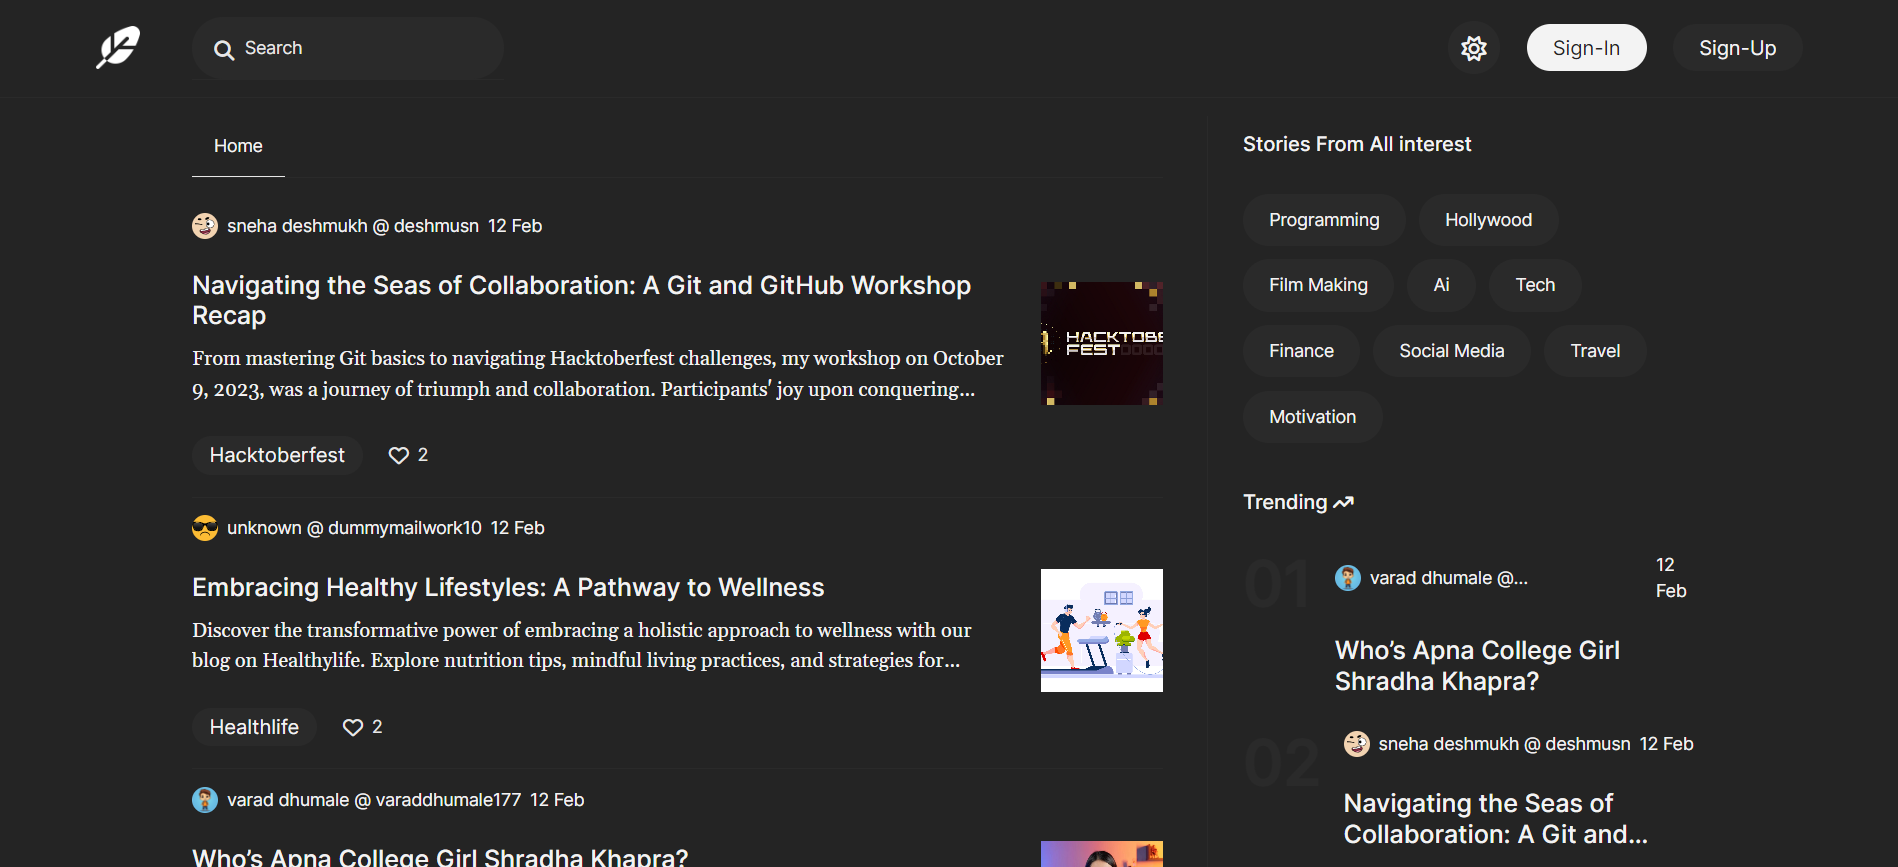 Search
Sign-In
Sign-Up
Home
sneha deshmukh @ deshmusn 12 Feb
Navigating the Seas of Collaboration: A Git and GitHub Workshop
Recap
From mastering Git basics to navigating Hacktoberfest challenges, my workshop on October
9, 2023, was a journey of triumph and collaboration. Participants' joy upon conquering...
HACKTOBE
FEST
Hacktoberfest
2
unknown @ dummymailwork10 12 Feb
Embracing Healthy Lifestyles: A Pathway to Wellness
Discover the transformative power of embracing a holistic approach to wellness with our
blog on Healthylife. Explore nutrition tips, mindful living practices, and strategies for...
Healthlife
2
varad dhumale @ varaddhumale177 12 Feb
Who’s Apna College Girl Shradha Khapra?
Stories From All interest
Programming
Hollywood
Film Making
Ai
Tech
Finance
Social Media
Travel
Motivation
Trending
01
varad dhumale @...
12
Feb
Who’s Apna College Girl
Shradha Khapra?
02
sneha deshmukh @ deshmusn 12 Feb
Navigating the Seas of
Collaboration: A Git and...